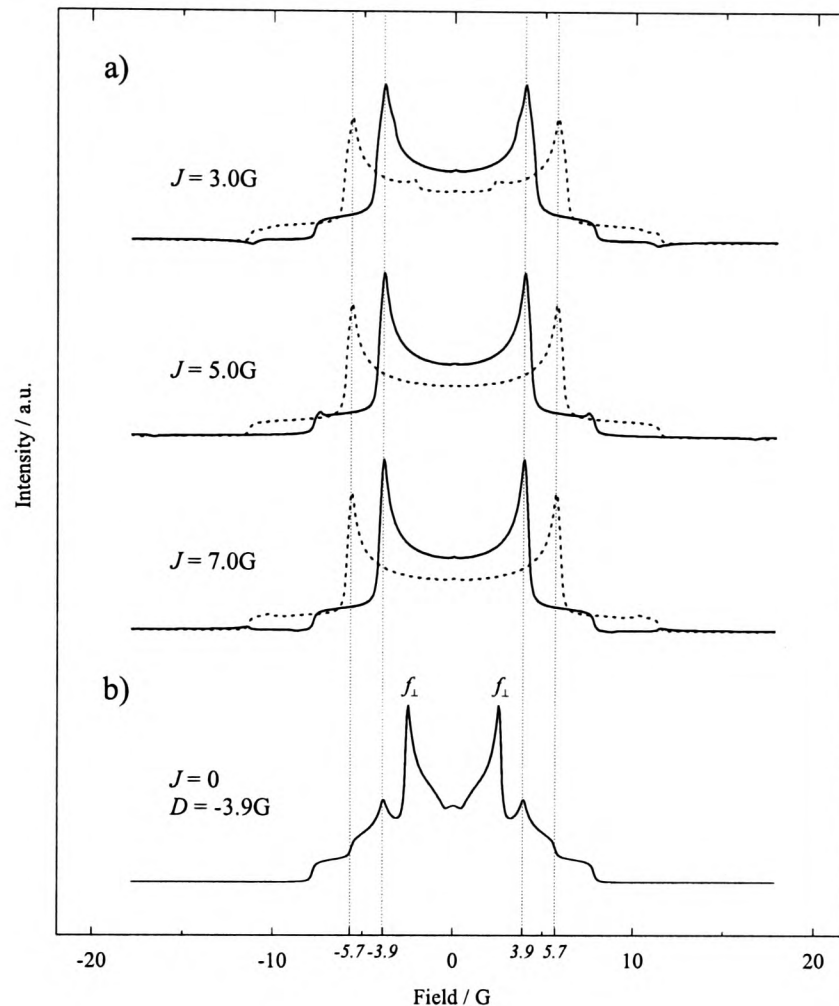 a)
J = 3.0G
J = 5.0G
J = 7.0G
b)
f⊥ f⊥
J = 0
D = -3.9G
Intensity / a.u.
-20 -10 -5.7 -3.9 0 3.9 5.7 10 20
Field / G